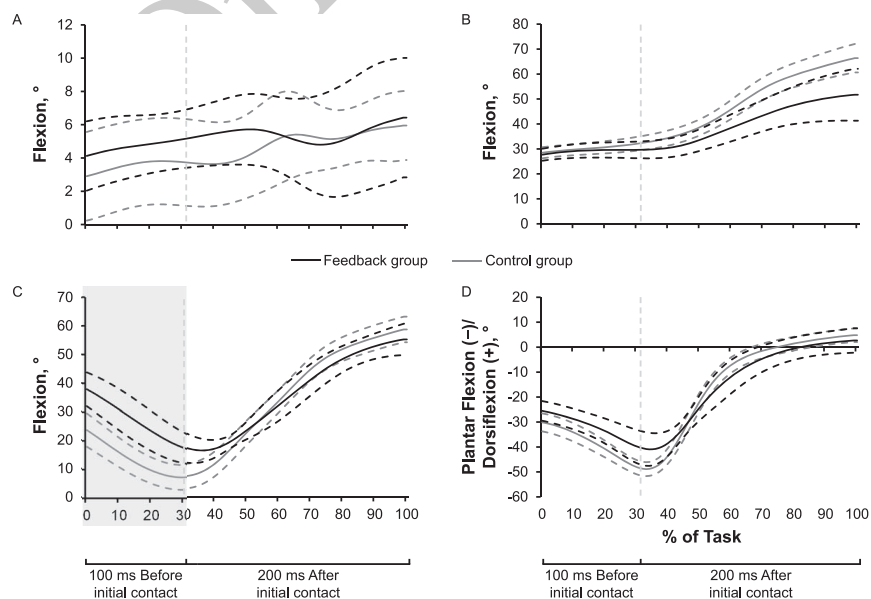 A
12
10
8
6
4
2
0
Flexion, °
B
80
70
60
50
40
30
20
10
0
Flexion, °
Feedback group
Control group
C
70
60
50
40
30
20
10
0
Flexion, °
0 10 20 30 40 50 60 70 80 90 100
D
20
10
0
-10
-20
-30
-40
-50
-60
Plantar Flexion (−)/
Dorsiflexion (+), °
0 10 20 30 40 50 60 70 80 90 100
% of Task
100 ms Before
initial contact
200 ms After
initial contact
100 ms Before
initial contact
200 ms After
initial contact